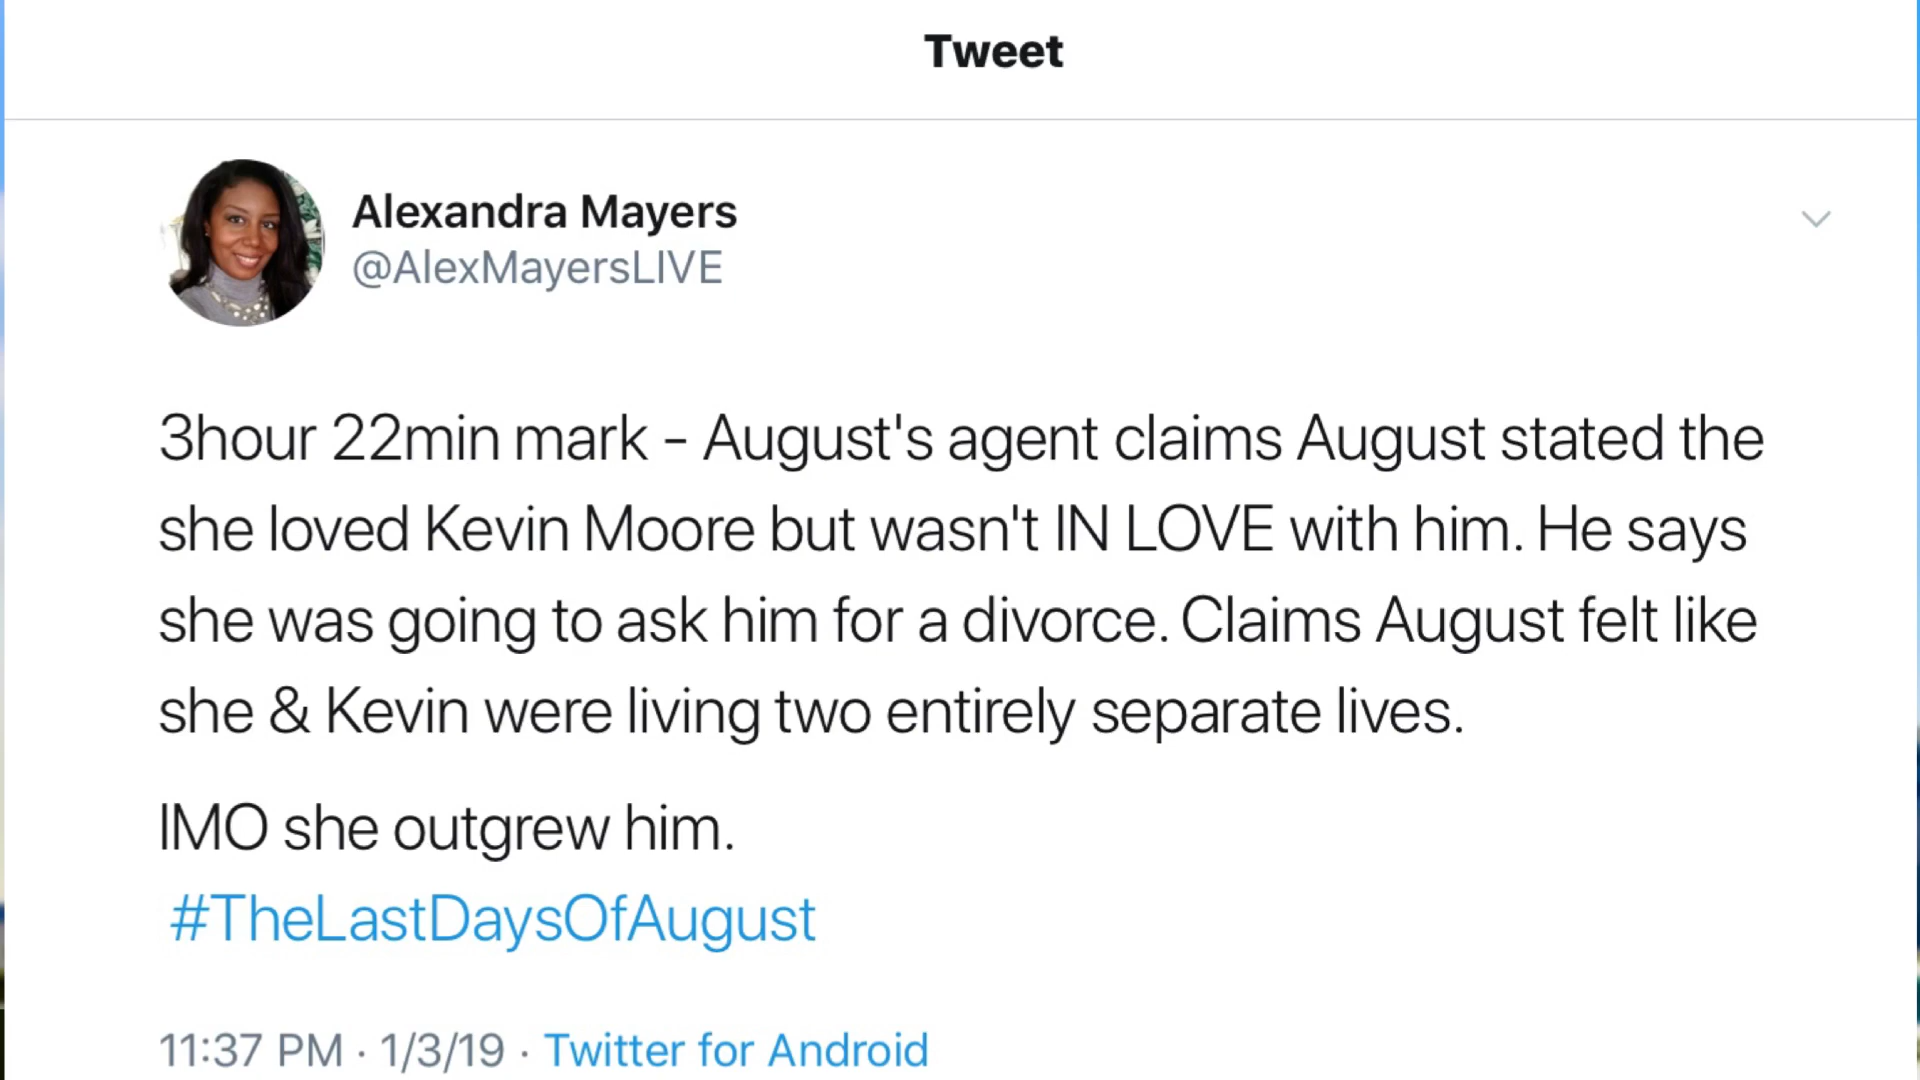 Tweet
Alexandra Mayers
@AlexMayersLIVE
3hour 22min mark - August's agent claims August stated the
she loved Kevin Moore but wasn't IN LOVE with him. He says
she was going to ask him for a divorce. Claims August felt like
she & Kevin were living two entirely separate lives.
IMO she outgrew him.
#TheLastDaysOfAugust
11:37 PM · 1/3/19 · Twitter for Android